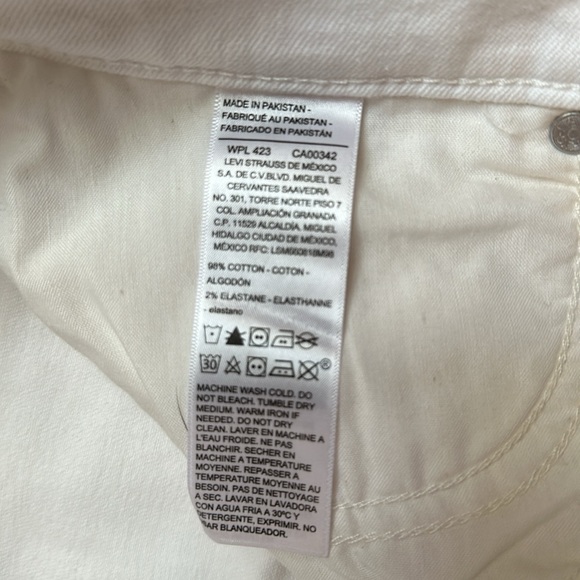 MADE IN PAKISTAN -
FABRIQUÉ AU PAKISTAN -
FABRICADO EN PAKISTÁN
WPL 423 CA00342
LEVI STRAUSS DE MÉXICO
S.A. DE C.V.BLVD. MIGUEL DE
CERVANTES SAAVEDRA
NO. 301, TORRE NORTE PISO 7
COL. AMPLIACIÓN GRANADA
C.P. 11529 ALCALDÍA. MIGUEL
HIDALGO CIUDAD DE MÉXICO,
MÉXICO RFC: LSM660818M98
98% COTTON - COTON -
ALGODÓN
2% ELASTANE - ELASTHANNE
- elastano
30 ®
MACHINE WASH COLD. DO
NOT BLEACH. TUMBLE DRY
MEDIUM. WARM IRON IF
NEEDED. DO NOT DRY
CLEAN. LAVER EN MACHINE A
L'EAU FROIDE. NE PAS
BLANCHIR. SECHER EN
MACHINE A TEMPERATURE
MOYENNE. REPASSER A
TEMPERATURE MOYENNE AU
BESOIN. PAS DE NETTOYAGE
A SEC. LAVAR EN LAVADORA
CON AGUA FRIA A 30ºC Y
DETERGENTE, EXPRIMIR. NO
BLANQUEADOR.